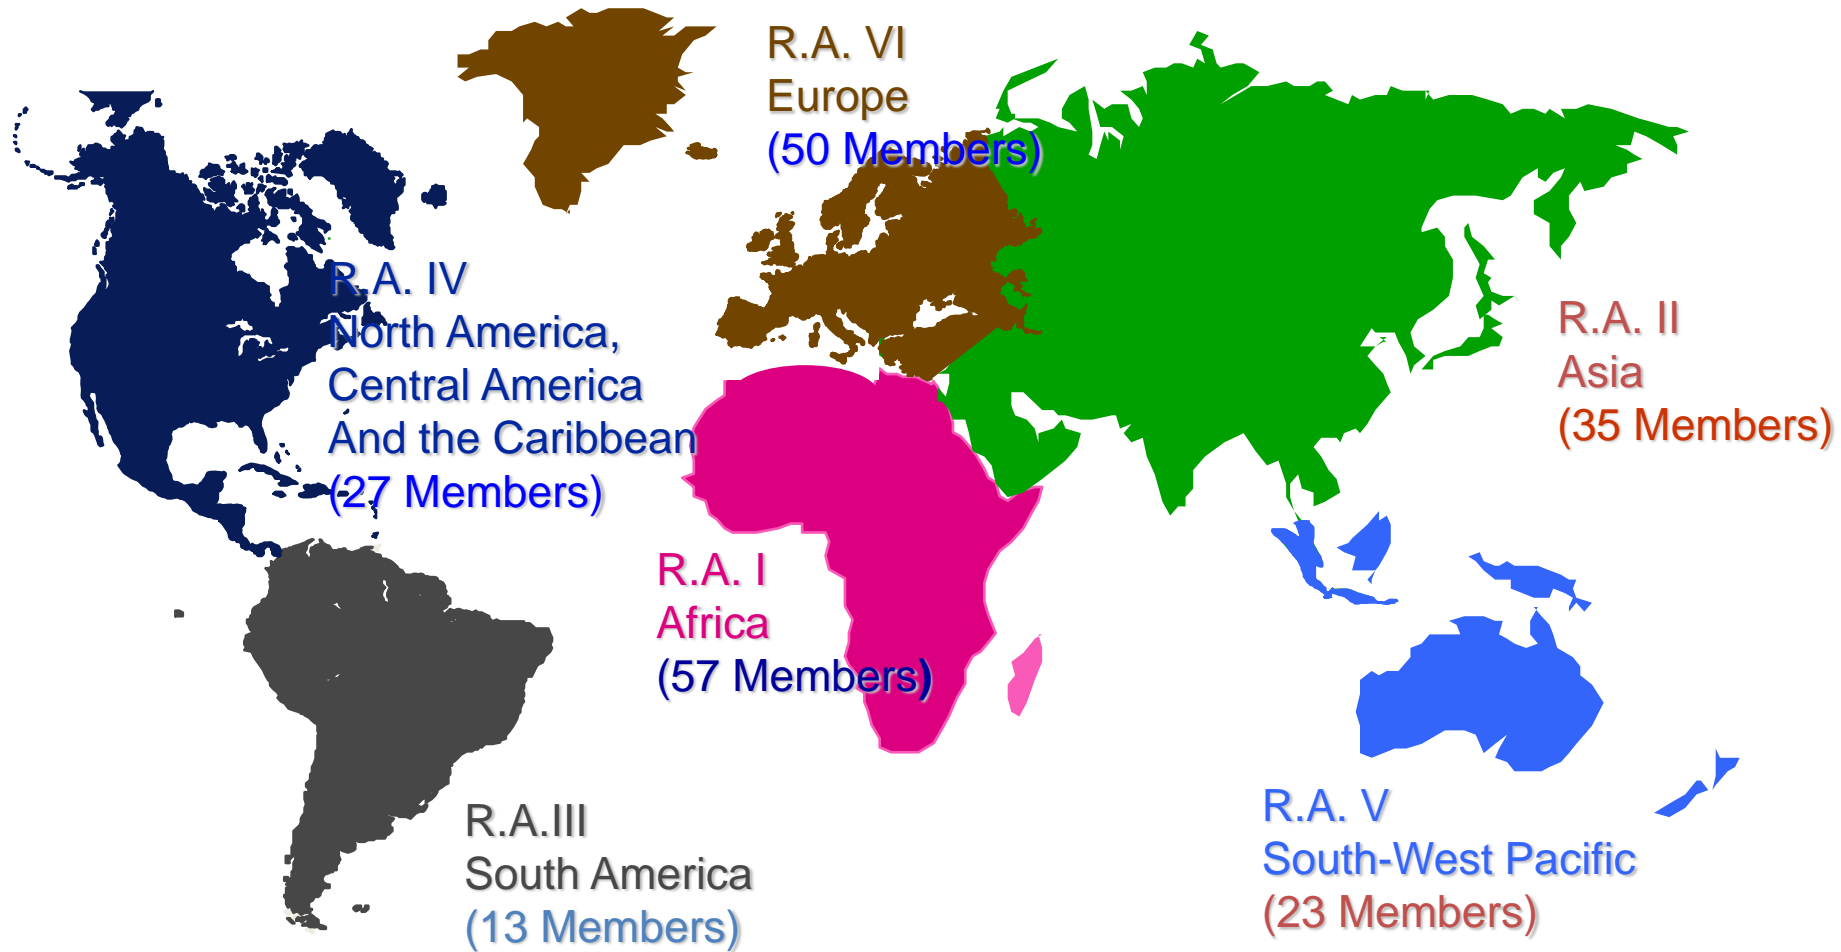 R.A. VI
Europe
(50 Members)
R.A. IV
North America,
Central America
And the Caribbean
(27 Members)
R.A. II
Asia
(35 Members)
R.A. I
Africa
(57 Members)
R.A.III
South America
(13 Members)
R.A. V
South-West Pacific
(23 Members)